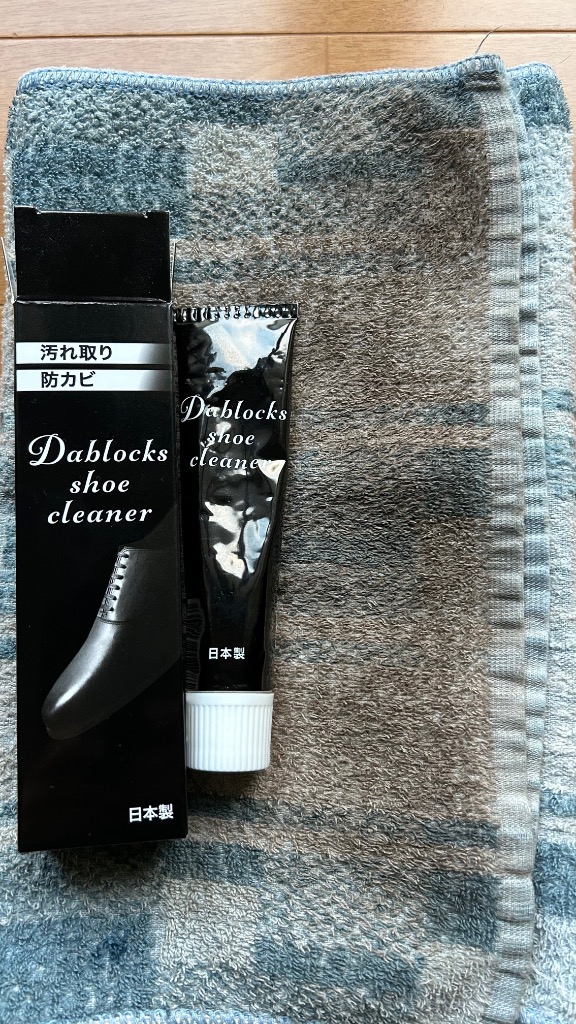 汚れ取り
防カビ
Dablocks
shoe
cleaner
日本製
Dablocks
shoe
cleaner
日本製